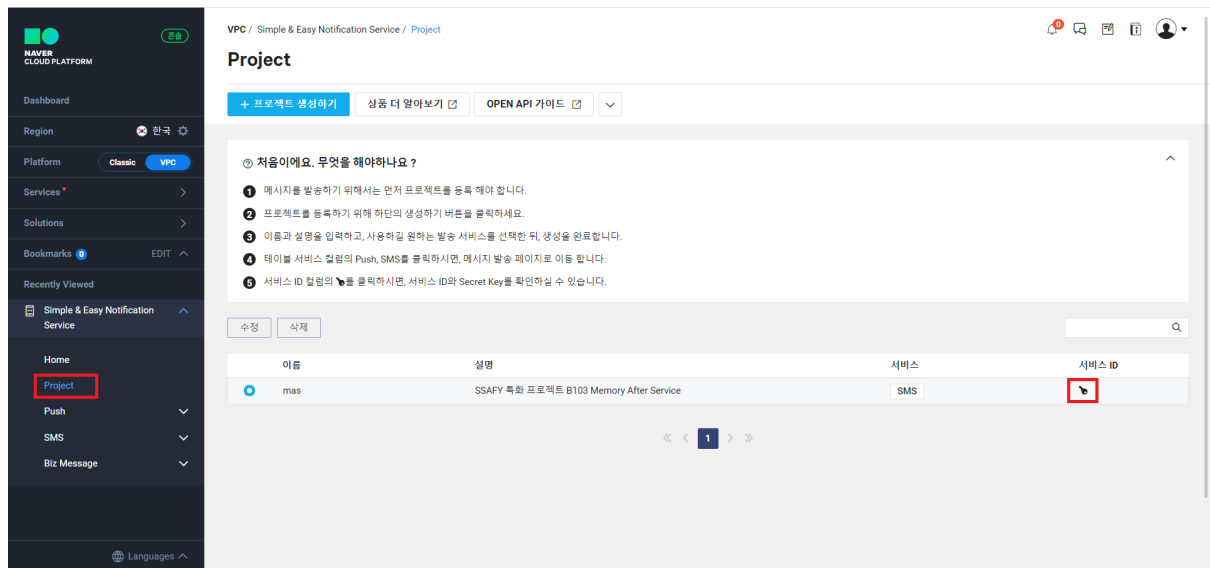 콘솔
NAVER
CLOUD PLATFORM
Dashboard
Region 한국
Platform Classic VPC
Services
Solutions
Bookmarks 0 EDIT
Recently Viewed
Simple & Easy Notification
Service
Home
Project
Push
SMS
Biz Message
Languages
VPC / Simple & Easy Notification Service / Project
0
Project
+ 프로젝트 생성하기 상품 더 알아보기 OPEN API 가이드
처음이에요. 무엇을 해야하나요 ?
1 메시지를 발송하기 위해서는 먼저 프로젝트를 등록 해야 합니다.
2 프로젝트를 등록하기 위해 하단의 생성하기 버튼을 클릭하세요.
3 이름과 설명을 입력하고, 사용하길 원하는 발송 서비스를 선택한 뒤, 생성을 완료합니다.
4 테이블 서비스 컬럼의 Push, SMS를 클릭하시면, 메시지 발송 페이지로 이동 합니다.
5 서비스 ID 컬럼의 를 클릭하시면, 서비스 ID와 Secret Key를 확인하실 수 있습니다.
수정 삭제
이름 설명 서비스 서비스 ID
mas SSAFY 특화 프로젝트 B103 Memory After Service SMS
1